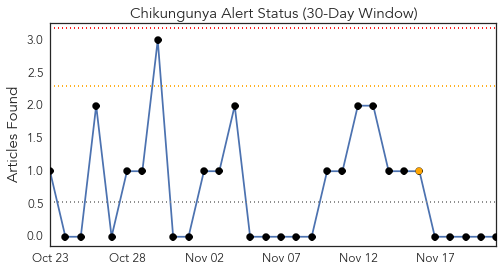 Chikungunya Alert Status (30-Day Window)
Articles Found
3.0
2.5
2.0
1.5
1.0
0.5
0.0
Oct 23
Oct 28
Nov 02
Nov 07
Nov 12
Nov 17